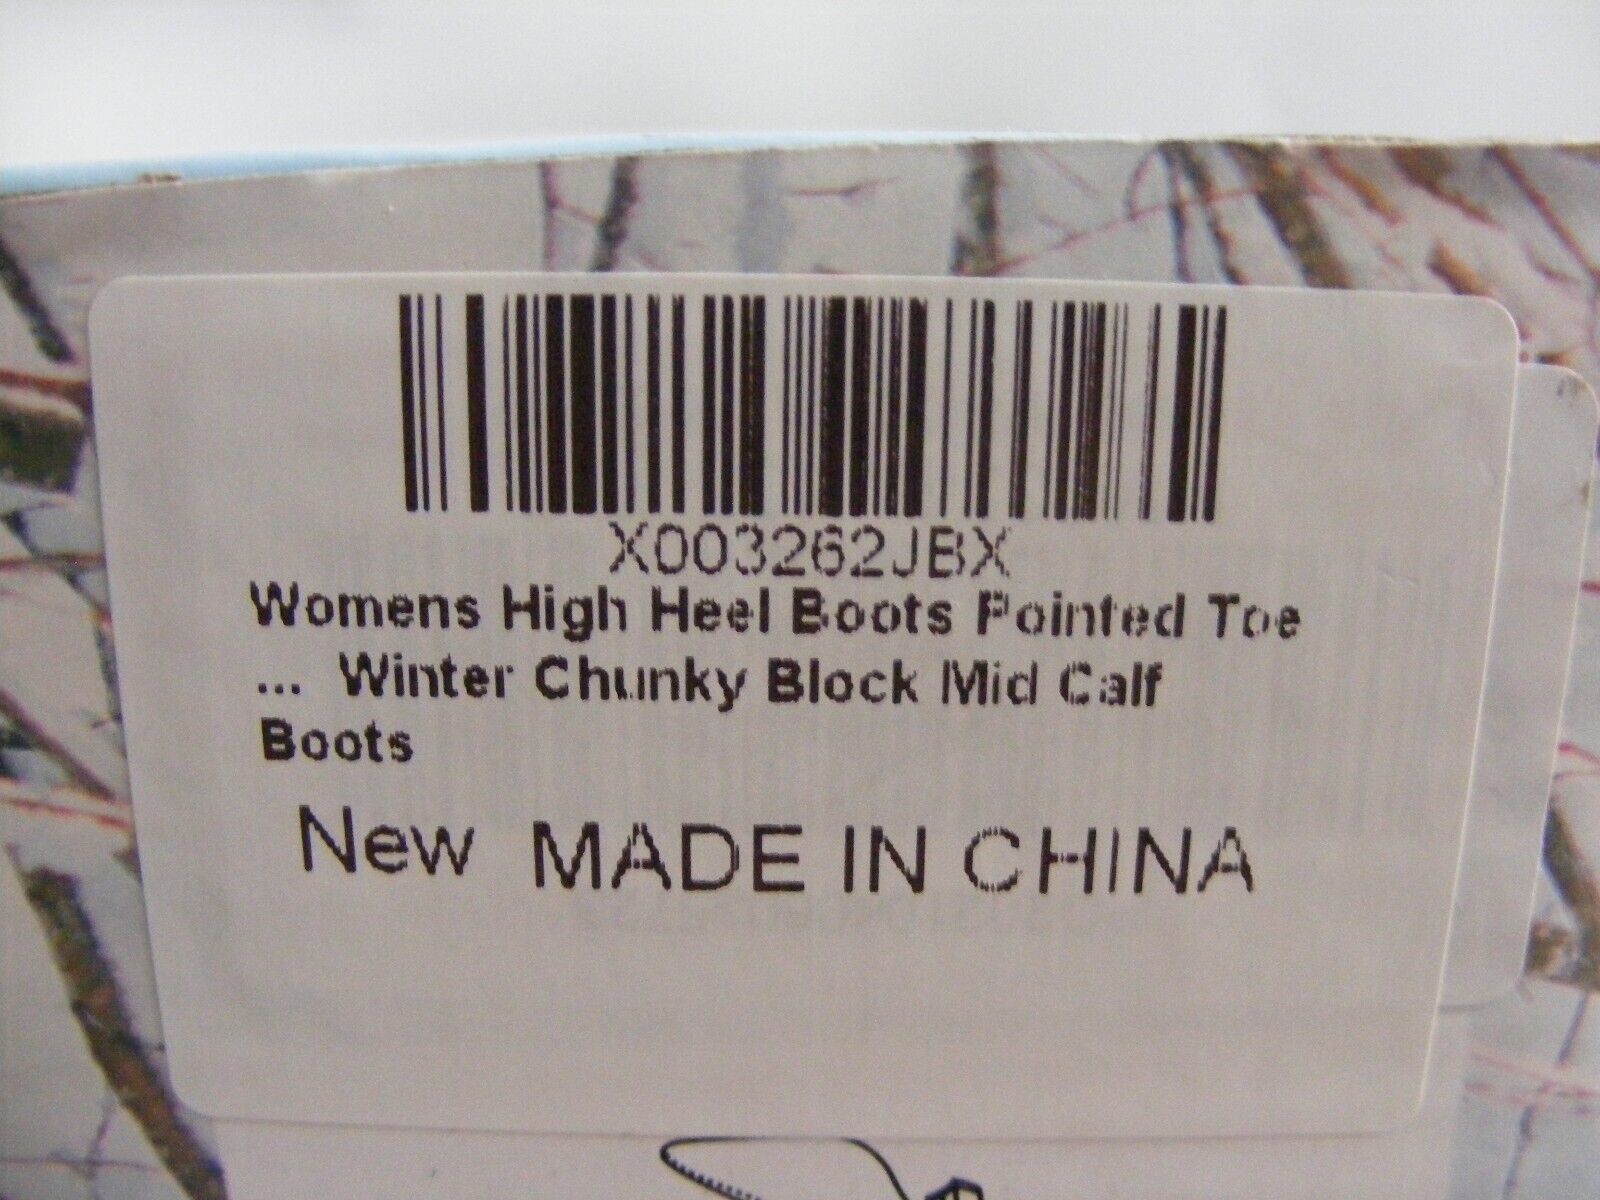 X003262JBX
Womens High Heel Boots Pointed Toe
... Winter Chunky Block Mid Calf
Boots
New MADE IN CHINA